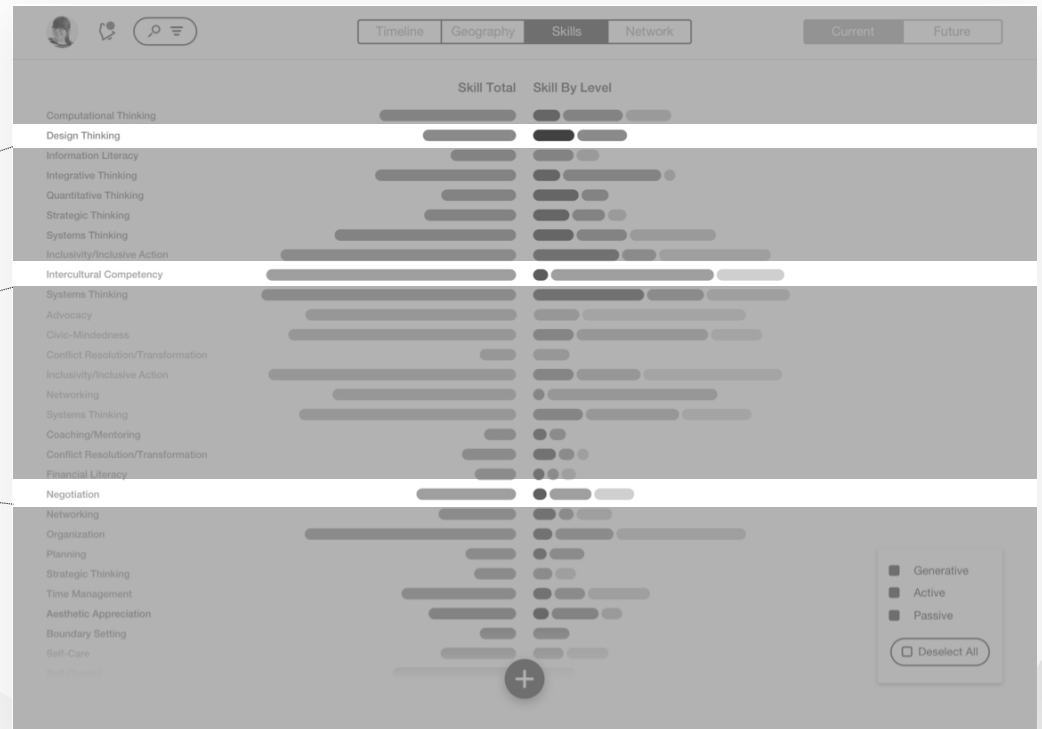 Timeline Geography Skills Network Current Future
Skill Total Skill By Level
Computational Thinking
Design Thinking
Information Literacy
Integrative Thinking
Quantitative Thinking
Strategic Thinking
Systems Thinking
Inclusivity/Inclusive Action
Intercultural Competency
Systems Thinking
Advocacy
Civic-Mindedness
Conflict Resolution/Transformation
Inclusivity/Inclusive Action
Networking
Systems Thinking
Coaching/Mentoring
Conflict Resolution/Transformation
Financial Literacy
Negotiation
Networking
Organization
Planning
Strategic Thinking
Time Management
Aesthetic Appreciation
Boundary Setting
Self-Care
Generative
Active
Passive
Deselect All